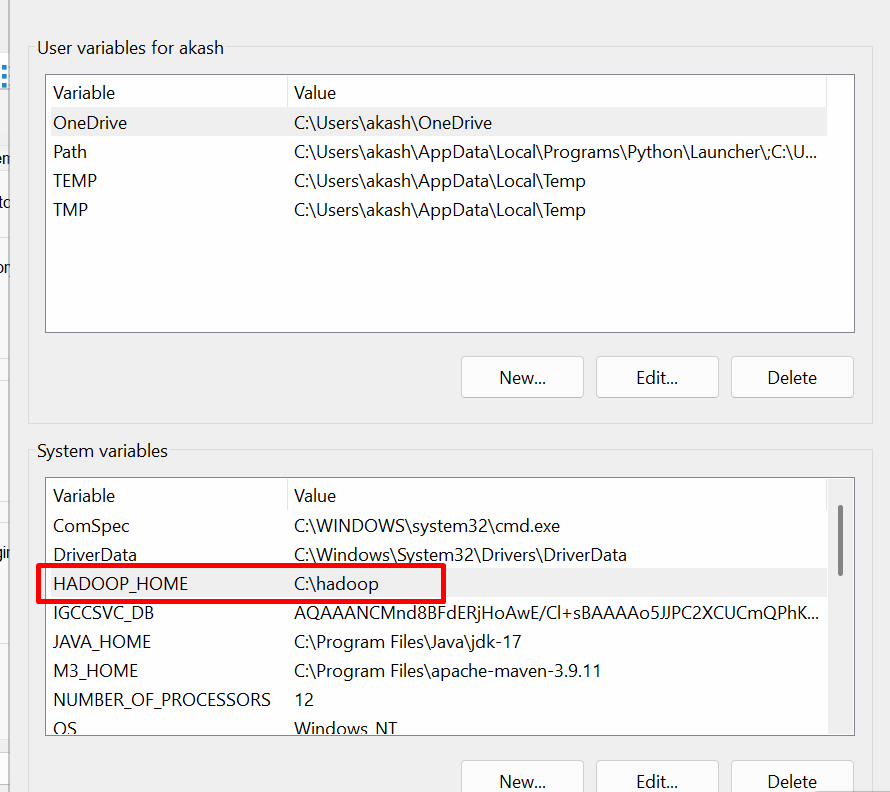 User variables for akash
Variable Value
OneDrive C:\Users\akash\OneDrive
Path C:\Users\akash\AppData\Local\Programs\Python\Launcher\;C:\U...
TEMP C:\Users\akash\AppData\Local\Temp
TMP C:\Users\akash\AppData\Local\Temp
New... Edit... Delete
System variables
Variable Value
ComSpec C:\WINDOWS\system32\cmd.exe
DriverData C:\Windows\System32\Drivers\DriverData
HADOOP_HOME C:\hadoop
IGCCSVC_DB AQAAANCMnd8BFdERjHoAwE/Cl+sBAAAAo5JJPC2XCUCmQPhK...
JAVA_HOME C:\Program Files\Java\jdk-17
M3_HOME C:\Program Files\apache-maven-3.9.11
NUMBER_OF_PROCESSORS 12
OS Windows_NT
New... Edit... Delete